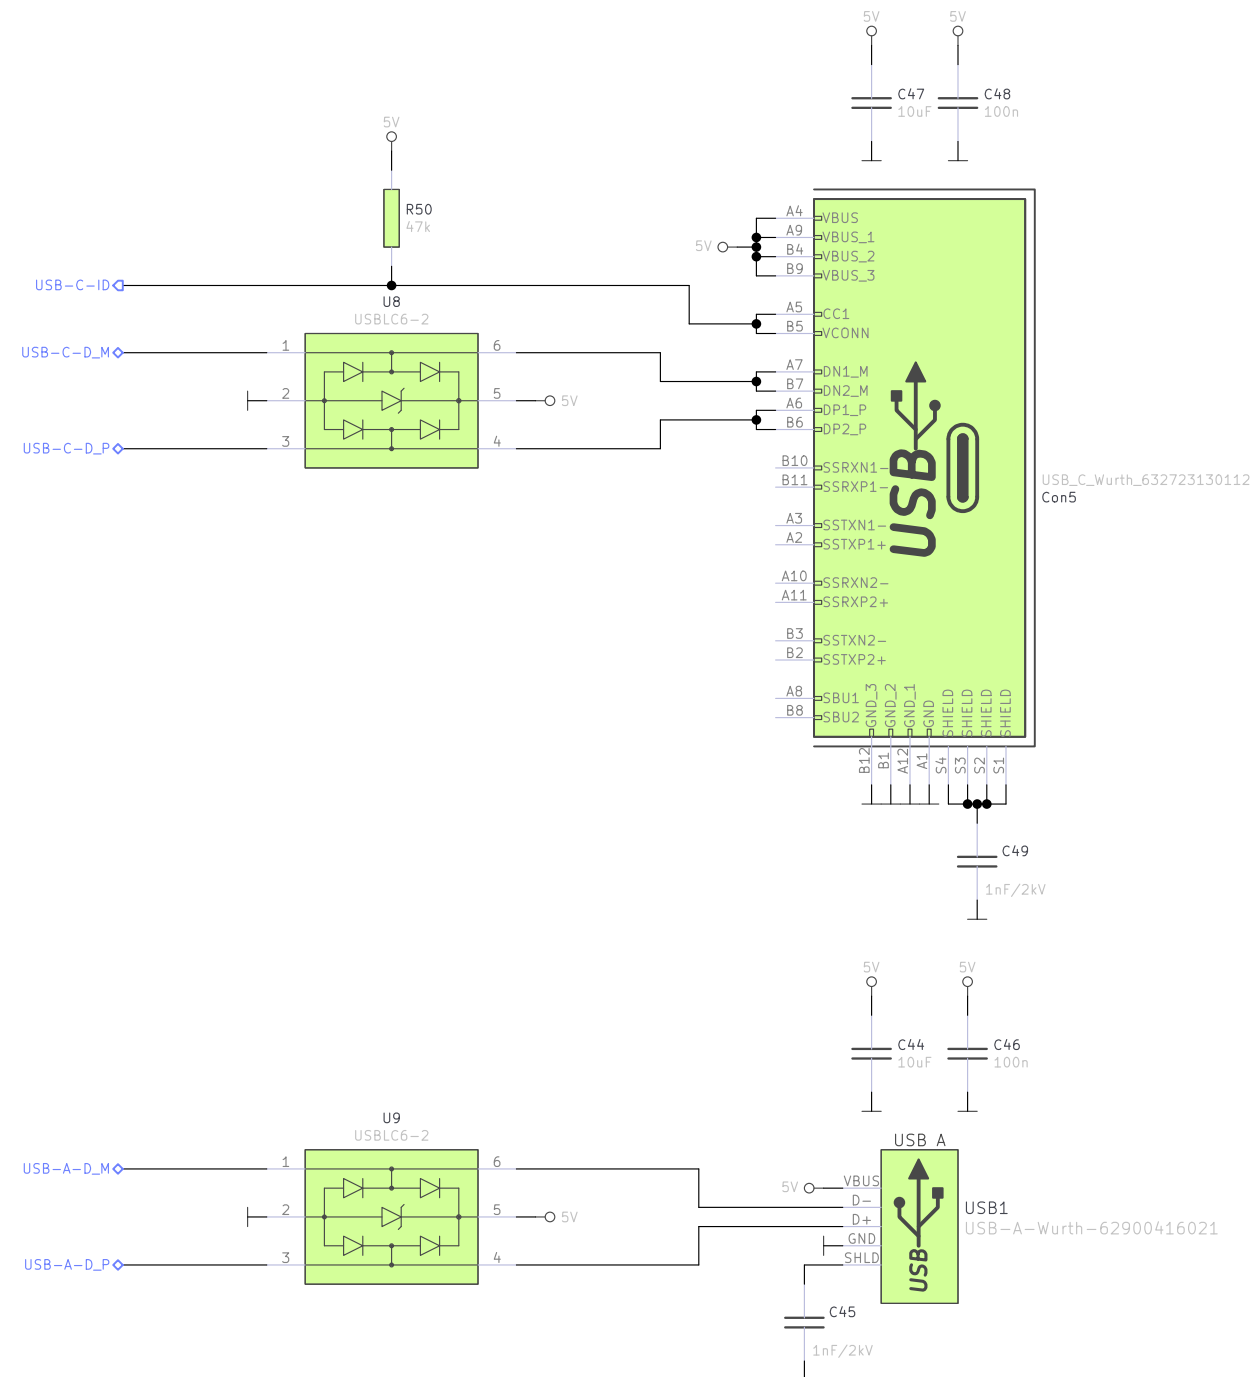 5V 5V
C47 C48
10uF 100n
5V
R50
47k
A4 VBUS
A9 VBUS_1
5V
B4 VBUS_2
B9 VBUS_3
USB-C-ID
U8
USBLC6-2
A5 CC1
B5 VCONN
USB-C-D_M 1 6
A7 DN1_M
B7 DN2_M
2 5 5V
A6 DP1_P
B6 DP2_P
USB-C-D_P 3 4
B10 SSRXN1-
B11 SSRXP1-
USB
USB_C_Wurth_632723130112
Con5
A3 SSTXN1-
A2 SSTXP1+
A10 SSRXN2-
A11 SSRXP2+
B3 SSTXN2-
B2 SSTXP2+
A8 SBU1
B8 SBU2
GND_3 GND_2 GND_1 GND SHIELD SHIELD SHIELD SHIELD
B12 B1 A12 A1 S4 S3 S2 S1
C49
1nF/2kV
5V 5V
C44 C46
10uF 100n
U9
USBLC6-2
USB A
USB-A-D_M 1 6
5V VBUS
D-
USB1
2 5 5V
D+
USB-A-Wurth-62900416021
GND
USB-A-D_P 3 4
SHLD
USB
C45
1nF/2kV